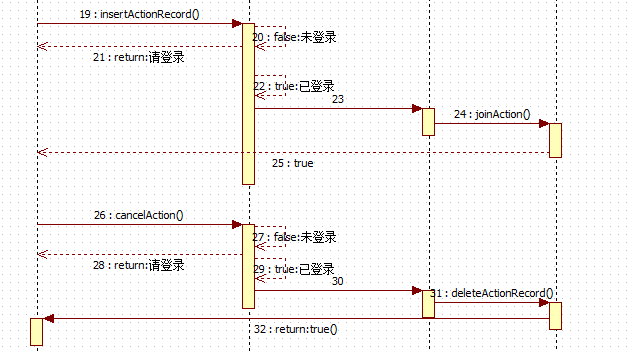 19 : insertActionRecord()
20 : false:未登录
21 : return:请登录
22 : true:已登录
23
24 : joinAction()
25 : true
26 : cancelAction()
27 : false:未登录
28 : return:请登录
29 : true:已登录
30
31 : deleteActionRecord()
32 : return:true()